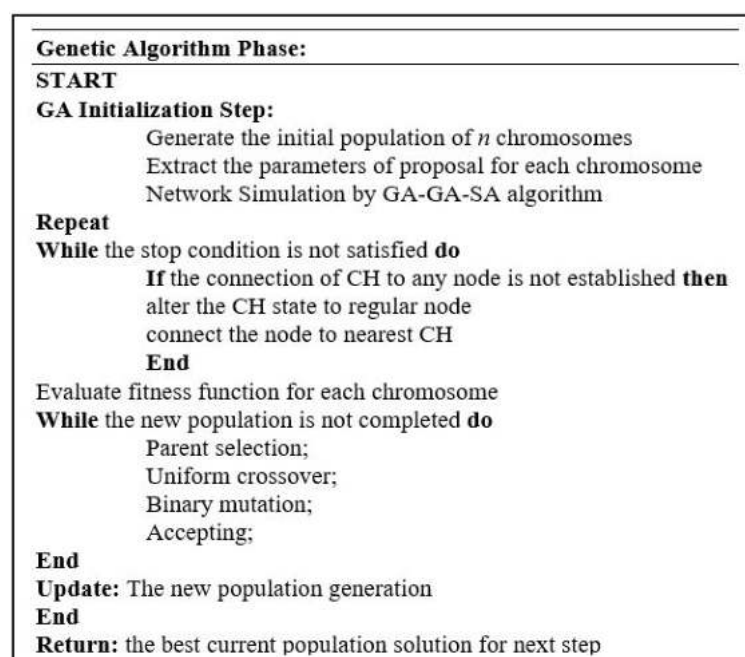 Genetic Algorithm Phase:
START
GA Initialization Step:
Generate the initial population of n chromosomes
Extract the parameters of proposal for each chromosome
Network Simulation by GA-GA-SA algorithm
Repeat
While the stop condition is not satisfied do
If the connection of CH to any node is not established then
alter the CH state to regular node
connect the node to nearest CH
End
Evaluate fitness function for each chromosome
While the new population is not completed do
Parent selection;
Uniform crossover;
Binary mutation;
Accepting;
End
Update: The new population generation
End
Return: the best current population solution for next step